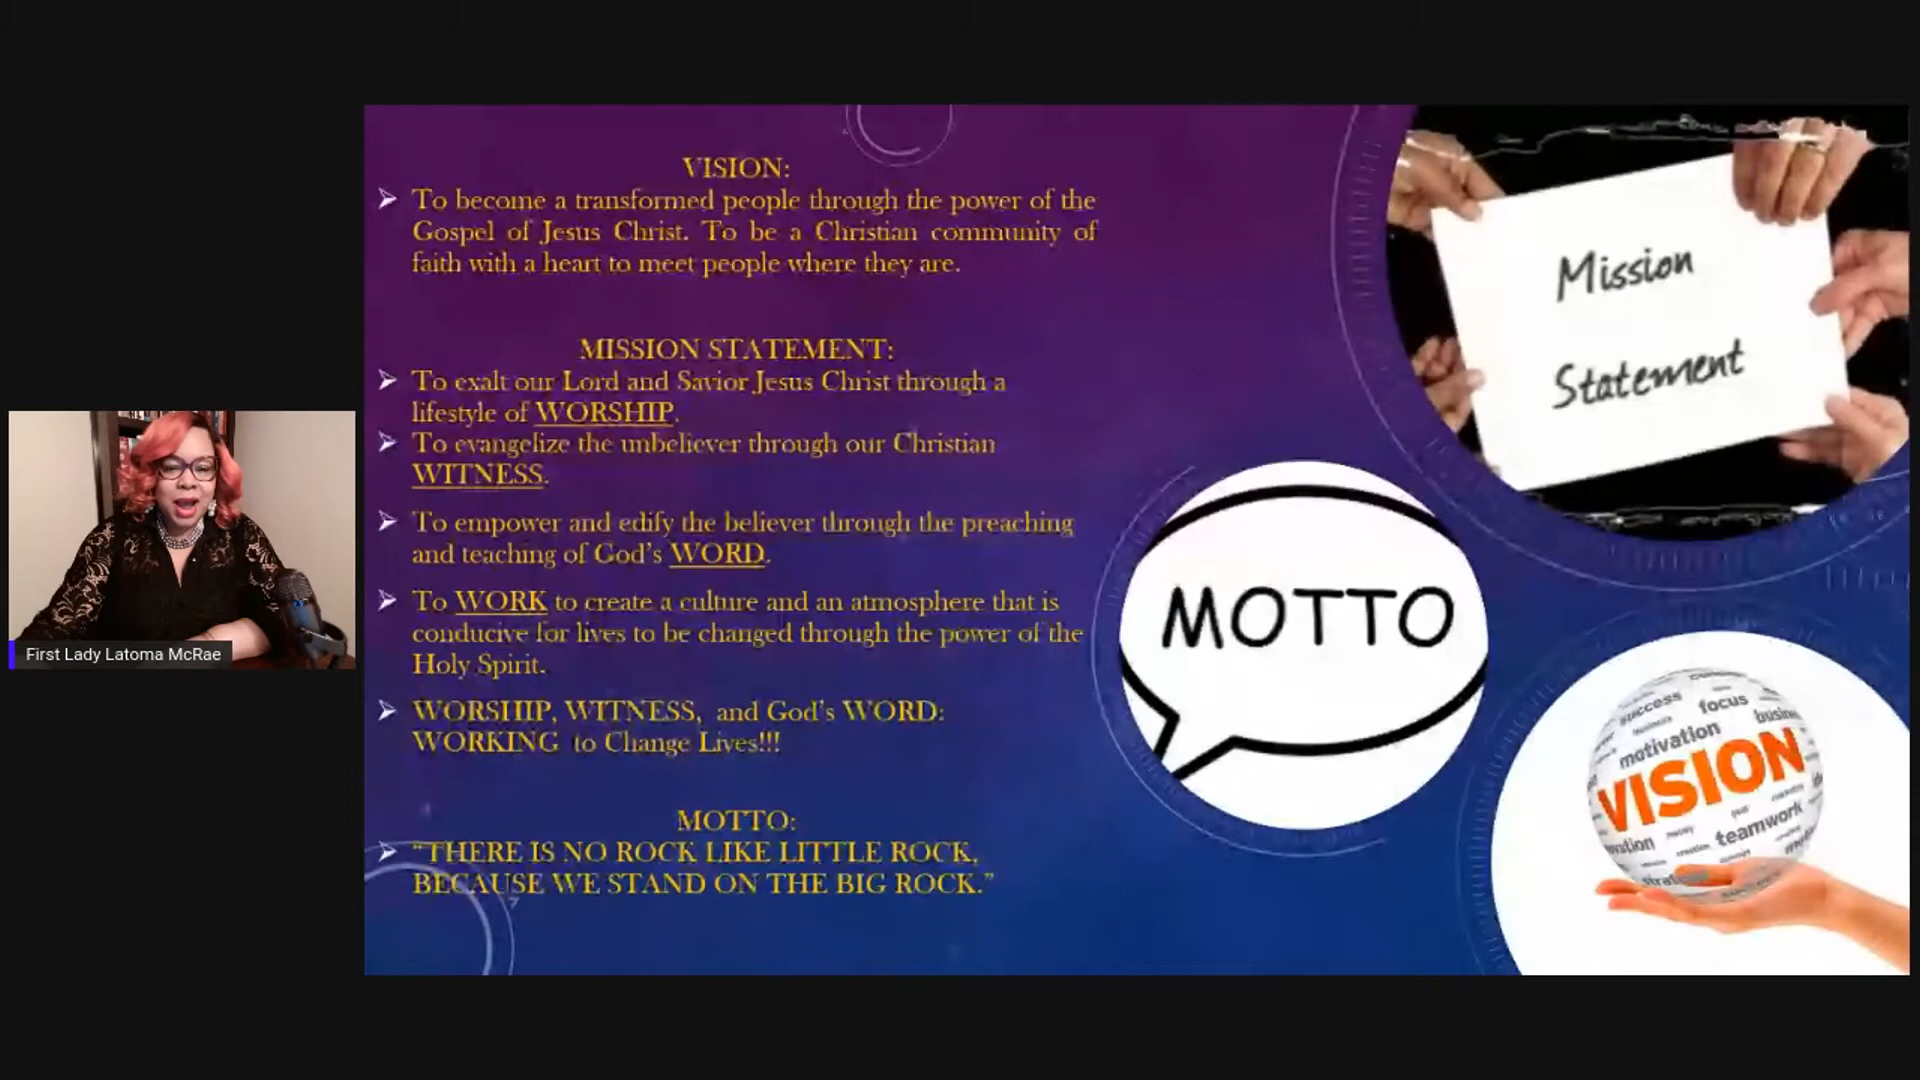 VISION:
➢ To become a transformed people through the power of the
Gospel of Jesus Christ. To be a Christian community of
faith with a heart to meet people where they are.
MISSION STATEMENT:
➢ To exalt our Lord and Savior Jesus Christ through a
lifestyle of WORSHIP.
➢ To evangelize the unbeliever through our Christian
WITNESS.
➢ To empower and edify the believer through the preaching
and teaching of God's WORD.
➢ To WORK to create a culture and an atmosphere that is
conducive for lives to be changed through the power of the
Holy Spirit.
➢ WORSHIP, WITNESS, and God's WORD:
WORKING to Change Lives!!!
MOTTO:
➢ "THERE IS NO ROCK LIKE LITTLE ROCK,
BECAUSE WE STAND ON THE BIG ROCK."
Mission
Statement
MOTTO
success focus
motivation
VISION
teamwork
First Lady Latoma McRae